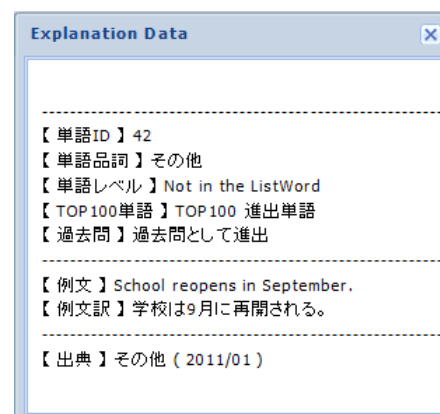 Explanation Data
--------------------------------------------------
【 単語ID 】42
【 単語品詞 】その他
【 単語レベル 】Not in the ListWord
【 TOP100単語 】TOP100 進出単語
【 過去問 】過去問として進出
--------------------------------------------------
【 例文 】School reopens in September.
【 例文訳 】学校は9月に再開される。
--------------------------------------------------
【 出典 】その他 ( 2011/01 )